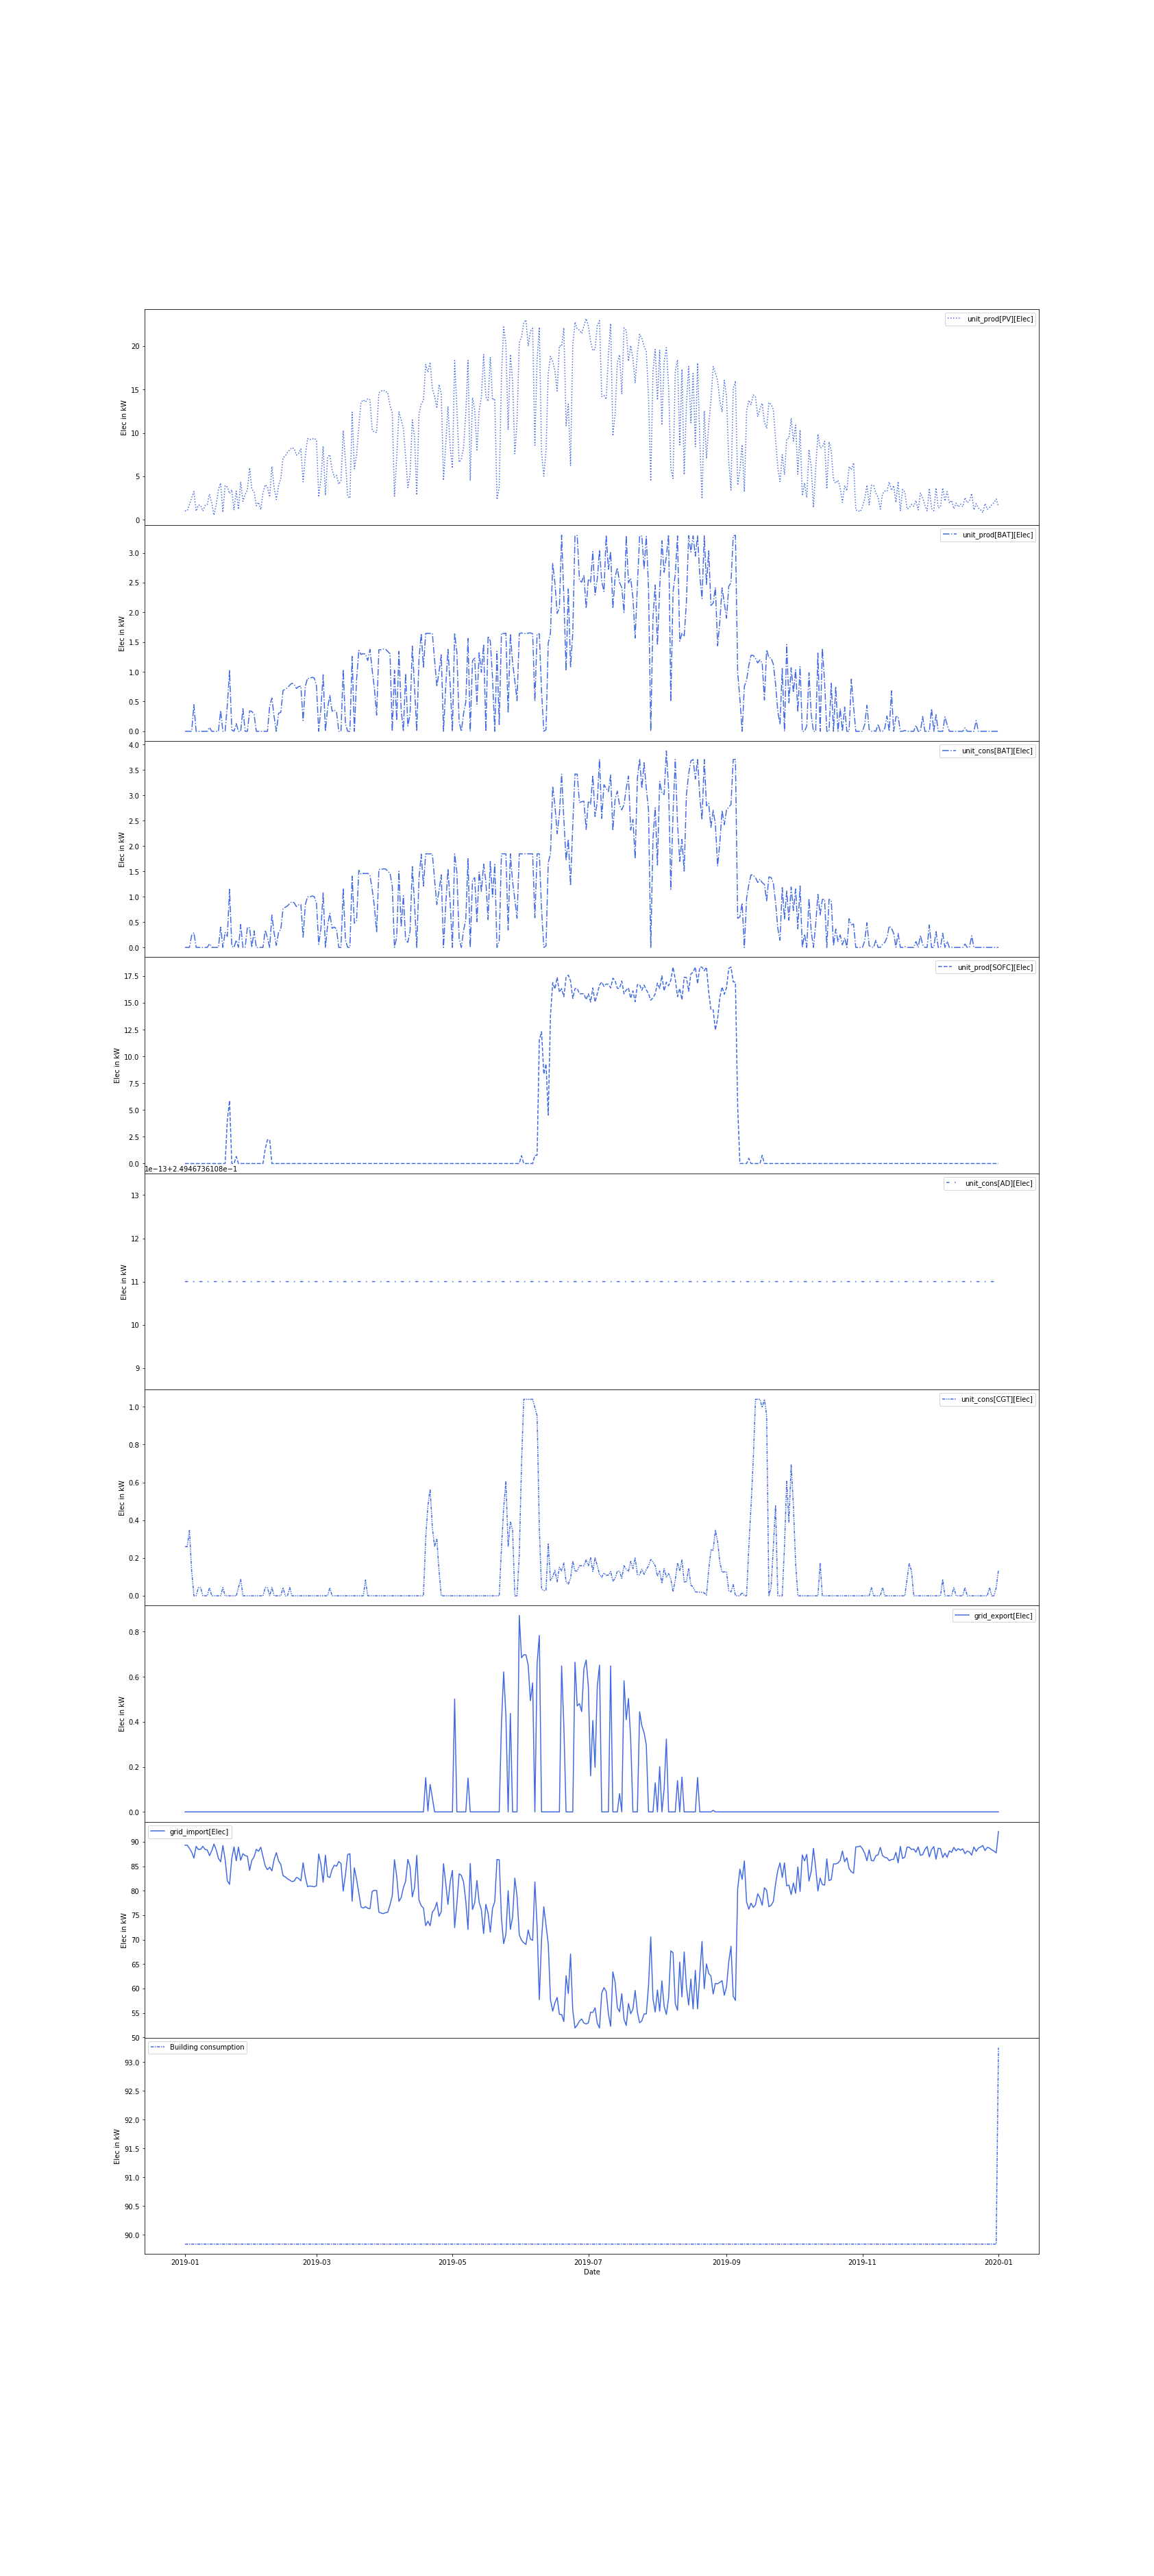 unit_prod[PV][Elec]
20
15
10
5
0
Elec in kW
unit_prod[BAT][Elec]
3.0
2.5
2.0
1.5
1.0
0.5
0.0
Elec in kW
unit_cons[BAT][Elec]
4.0
3.5
3.0
2.5
2.0
1.5
1.0
0.5
0.0
Elec in kW
unit_prod[SOFC][Elec]
17.5
15.0
12.5
10.0
7.5
5.0
2.5
0.0
Elec in kW
1e−13+2.4946736108e−1
unit_cons[AD][Elec]
13
12
11
10
9
Elec in kW
unit_cons[CGT][Elec]
1.0
0.8
0.6
0.4
0.2
0.0
Elec in kW
grid_export[Elec]
0.8
0.6
0.4
0.2
0.0
Elec in kW
grid_import[Elec]
90
85
80
75
70
65
60
55
50
Elec in kW
Building consumption
93.0
92.5
92.0
91.5
91.0
90.5
90.0
Elec in kW
2019-01 2019-03 2019-05 2019-07 2019-09 2019-11 2020-01
Date